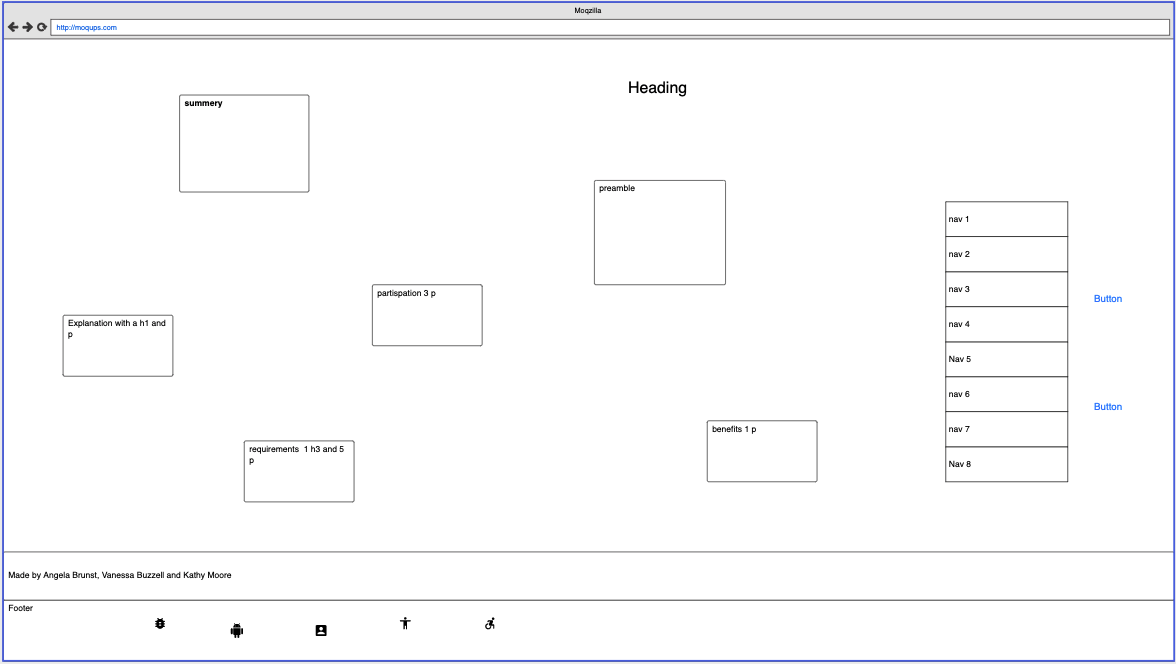 Moqzilla
http://moqups.com
Heading
summery
preamble
partispation 3 p
Explanation with a h1 and
p
requirements  1 h3 and 5
p
benefits 1 p
nav 1
nav 2
nav 3
nav 4
Nav 5
nav 6
nav 7
Nav 8
Button
Button
Made by Angela Brunst, Vanessa Buzzell and Kathy Moore
Footer